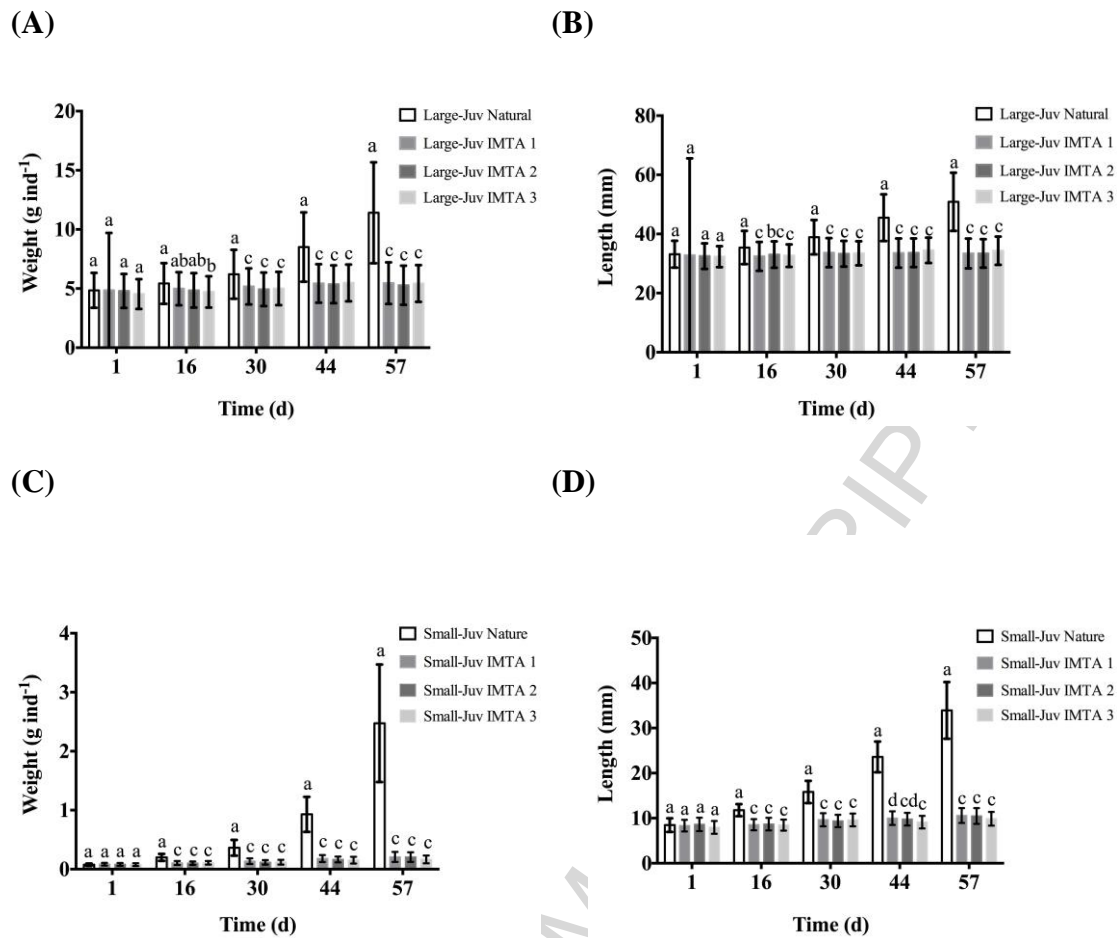 (A)
20
15
10
5
0
Weight (g ind-1)
a a a a
a ab ab b
a c c c
a c c c
a c c c
1 16 30 44 57
Time (d)
Large-Juv Natural
Large-Juv IMTA 1
Large-Juv IMTA 2
Large-Juv IMTA 3
(B)
80
60
40
20
0
Length (mm)
a a a a
a c bc c
a c c c
a c c c
a c c c
1 16 30 44 57
Time (d)
Large-Juv Natural
Large-Juv IMTA 1
Large-Juv IMTA 2
Large-Juv IMTA 3
(C)
4
3
2
1
0
Weight (g ind-1)
a a a a
a c c c
a c c c
a c c c
a c c c
1 16 30 44 57
Time (d)
Small-Juv Nature
Small-Juv IMTA 1
Small-Juv IMTA 2
Small-Juv IMTA 3
(D)
50
40
30
20
10
0
Length (mm)
a a a a
a c c c
a c c c
a d cd c
a c c c
1 16 30 44 57
Time (d)
Small-Juv Nature
Small-Juv IMTA 1
Small-Juv IMTA 2
Small-Juv IMTA 3